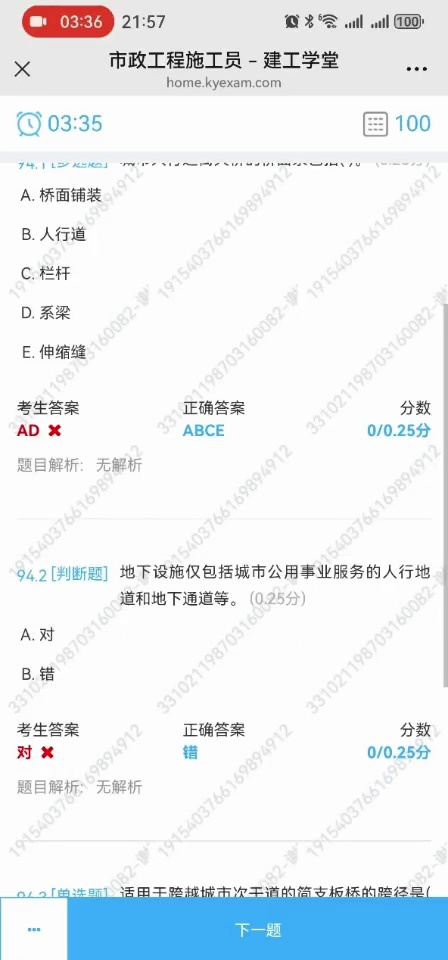 03:36 21:57 100
市政工程施工员 – 建工学堂
home.kyexam.com
03:35 100
94.1 [多选题]
A. 桥面铺装
B. 人行道
C. 栏杆
D. 系梁
E. 伸缩缝
考生答案 正确答案 分数
AD ABCE 0/0.25分
题目解析: 无解析
94.2 [判断题] 地下设施仅包括城市公用事业服务的人行地
道和地下通道等。 (0.25分)
A. 对
B. 错
考生答案 正确答案 分数
对 错 0/0.25分
题目解析: 无解析
94.3 [单选题] 适用于跨越城市次干道的简支板桥的跨径是(
下一题